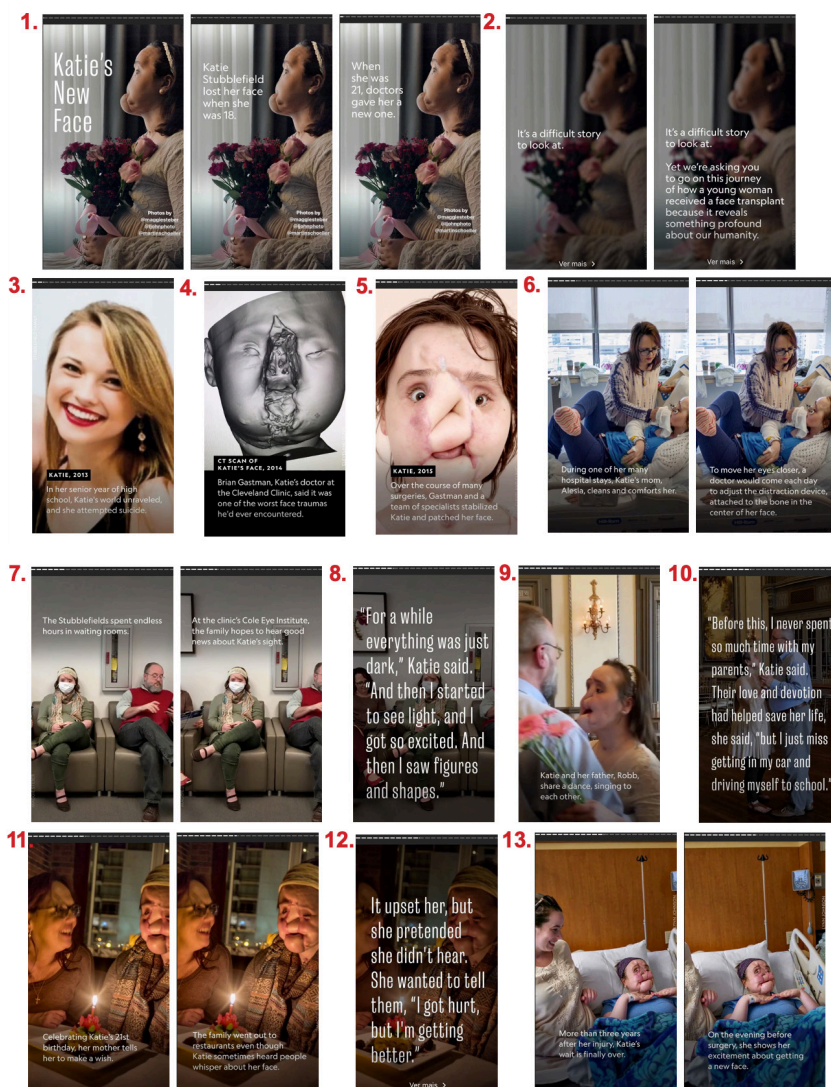 1.
Katie's
New
Face
Photos by
@maggiesteber
@ljohnphoto
@martinschoeller
Katie
Stubblefield
lost her face
when she
was 18.
Photos by
@maggiesteber
@ljohnphoto
@martinschoeller
When
she was
21, doctors
gave her a
new one.
Photos by
@maggiesteber
@ljohnphoto
@martinschoeller
2.
It's a difficult story
to look at.
Ver mais >
It's a difficult story
to look at.
Yet we're asking you
to go on this journey
of how a young woman
received a face transplant
because it reveals
something profound
about our humanity.
Ver mais >
3.
KATIE, 2013
In her senior year of high
school, Katie's world unraveled,
and she attempted suicide.
4.
CT SCAN OF
KATIE'S FACE, 2014
Brian Gastman, Katie's doctor at
the Cleveland Clinic, said it was
one of the worst face traumas
he'd ever encountered.
5.
KATIE, 2015
Over the course of many
surgeries, Gastman and a
team of specialists stabilized
Katie and patched her face.
6.
During one of her many
hospital stays, Katie's mom,
Alesia, cleans and comforts her.
To move her eyes closer, a
doctor would come each day
to adjust the distraction device,
attached to the bone in the
center of her face.
7.
The Stubblefields spent endless
hours in waiting rooms.
At the clinic's Cole Eye Institute,
the family hopes to hear good
news about Katie's sight.
8.
"For a while
everything was just
dark," Katie said.
"And then I started
to see light, and I
got so excited. And
then I saw figures
and shapes."
9.
Katie and her father, Robb,
share a dance, singing to
each other.
10.
"Before this, I never spent
so much time with my
parents," Katie said.
Their love and devotion
had helped save her life,
she said, "but I just miss
getting in my car and
driving myself to school."
11.
Celebrating Katie's 21st
birthday, her mother tells
her to make a wish.
The family went out to
restaurants even though
Katie sometimes heard people
whisper about her face.
12.
It upset her, but
she pretended
she didn't hear.
She wanted to tell
them, "I got hurt,
but I'm getting
better."
Ver mais >
13.
More than three years
after her injury, Katie's
wait is finally over.
On the evening before
surgery, she shows her
excitement about getting
a new face.